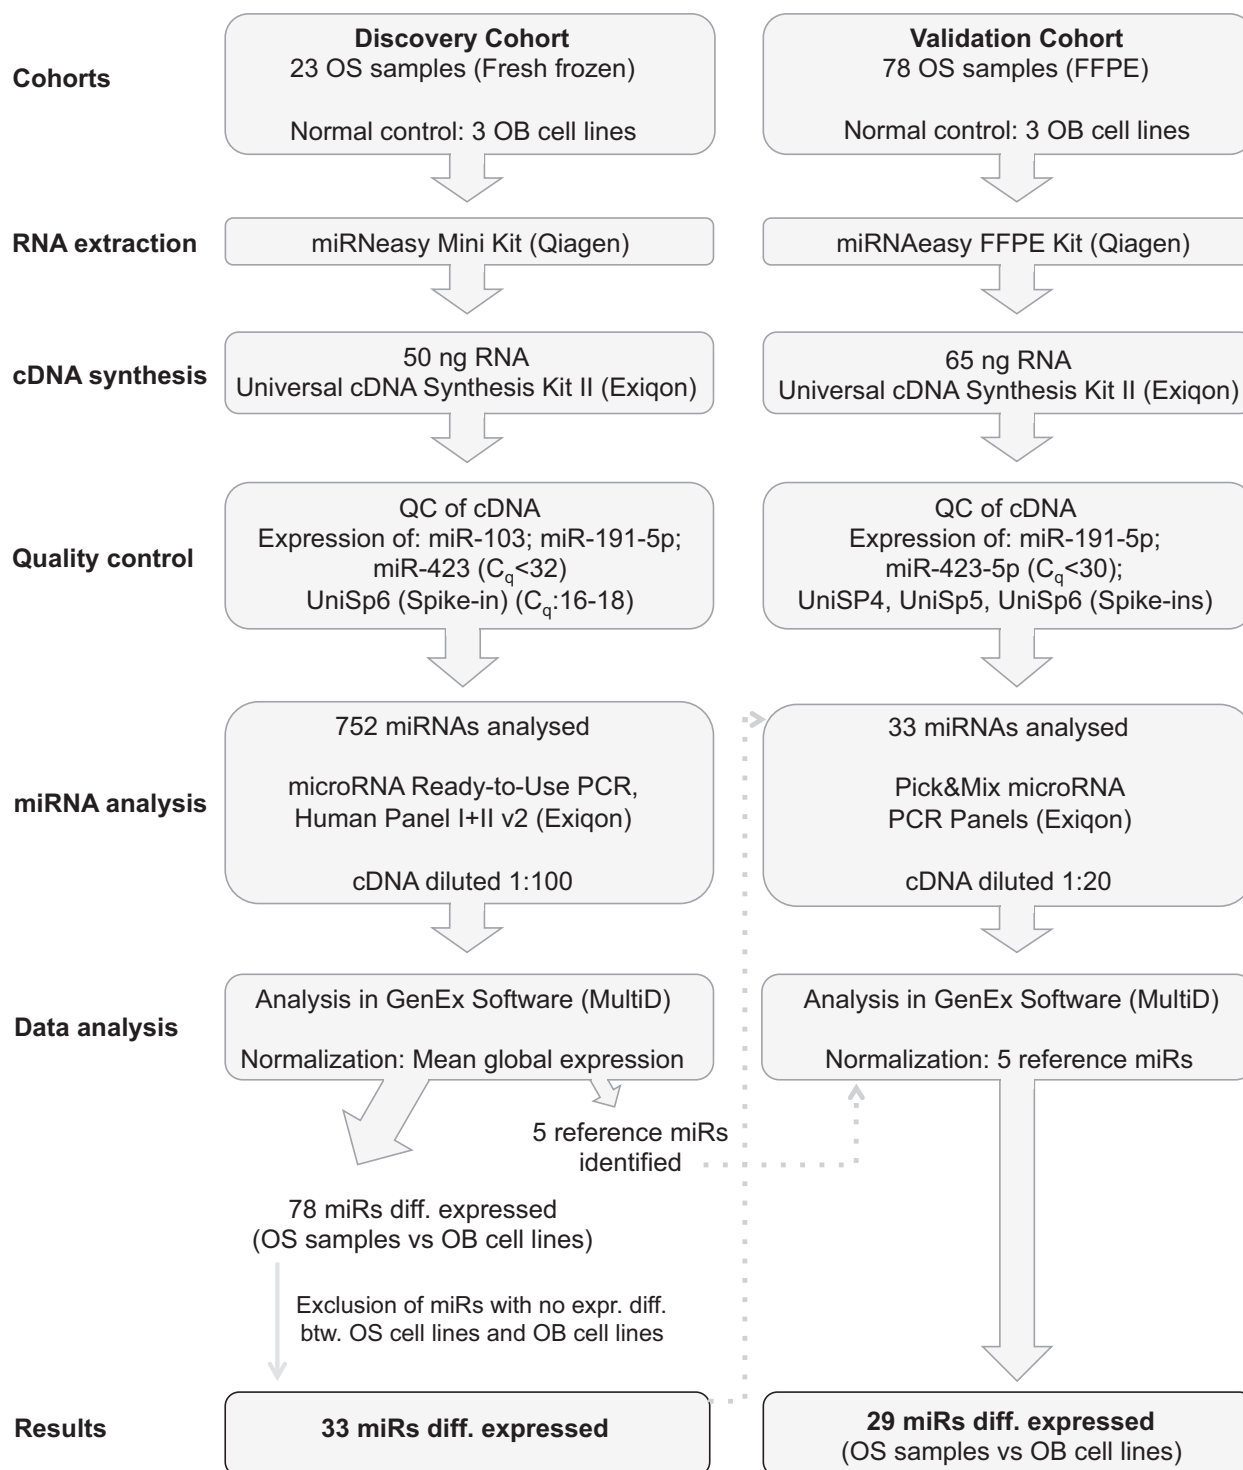 Cohorts
Discovery Cohort
23 OS samples (Fresh frozen)
Normal control: 3 OB cell lines
Validation Cohort
78 OS samples (FFPE)
Normal control: 3 OB cell lines
RNA extraction
miRNeasy Mini Kit (Qiagen)
miRNAeasy FFPE Kit (Qiagen)
cDNA synthesis
50 ng RNA
Universal cDNA Synthesis Kit II (Exiqon)
65 ng RNA
Universal cDNA Synthesis Kit II (Exiqon)
Quality control
QC of cDNA
Expression of: miR-103; miR-191-5p;
miR-423 (Cq<32)
UniSp6 (Spike-in) (Cq:16-18)
QC of cDNA
Expression of: miR-191-5p;
miR-423-5p (Cq<30);
UniSP4, UniSp5, UniSp6 (Spike-ins)
miRNA analysis
752 miRNAs analysed
microRNA Ready-to-Use PCR,
Human Panel I+II v2 (Exiqon)
cDNA diluted 1:100
33 miRNAs analysed
Pick&Mix microRNA
PCR Panels (Exiqon)
cDNA diluted 1:20
Data analysis
Analysis in GenEx Software (MultiD)
Normalization: Mean global expression
Analysis in GenEx Software (MultiD)
Normalization: 5 reference miRs
5 reference miRs
identified
78 miRs diff. expressed
(OS samples vs OB cell lines)
Exclusion of miRs with no expr. diff.
btw. OS cell lines and OB cell lines
Results
33 miRs diff. expressed
29 miRs diff. expressed
(OS samples vs OB cell lines)